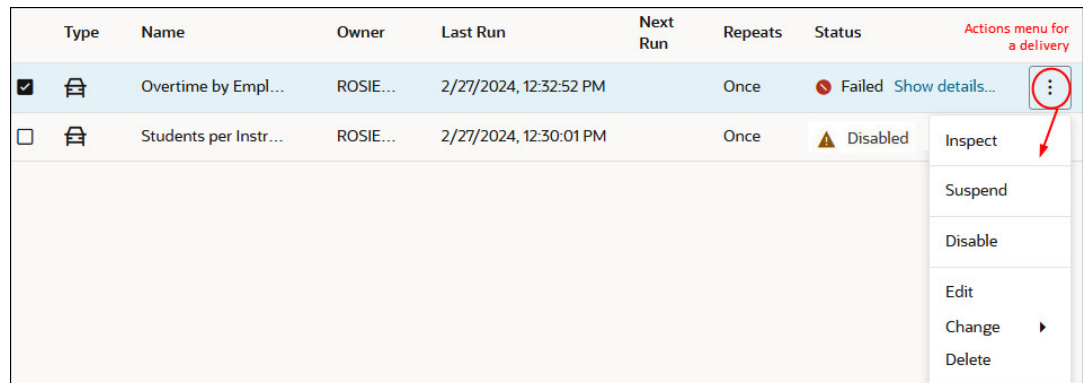 Type Name Owner Last Run Next Run Repeats Status Actions menu for a delivery
Overtime by Empl... ROSIE... 2/27/2024, 12:32:52 PM Once Failed Show details...
Students per Instr... ROSIE... 2/27/2024, 12:30:01 PM Once Disabled
Inspect
Suspend
Disable
Edit
Change
Delete